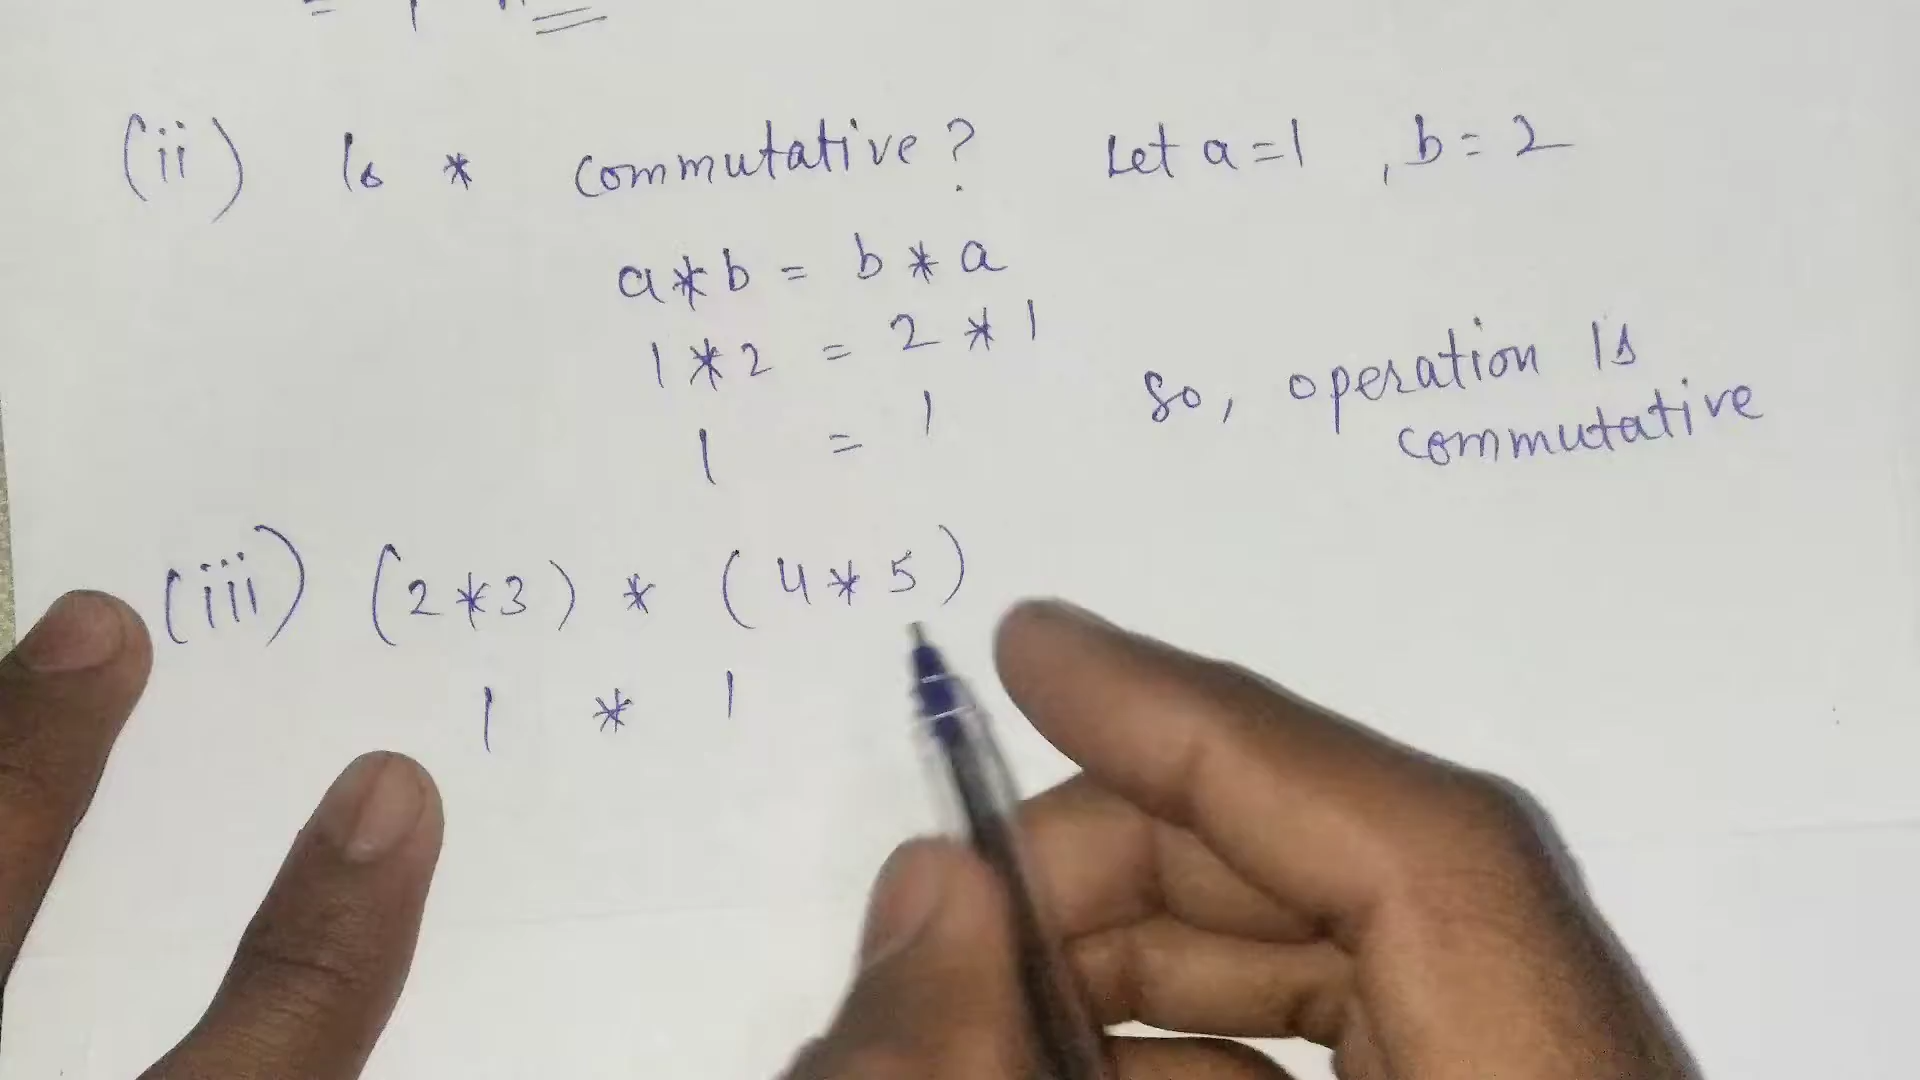 (ii) Is * commutative? Let a=1 , b=2
a*b = b*a
1*2 = 2*1
1 = 1
So, operation is
commutative
(iii) (2*3) * (4*5)
1 * 1